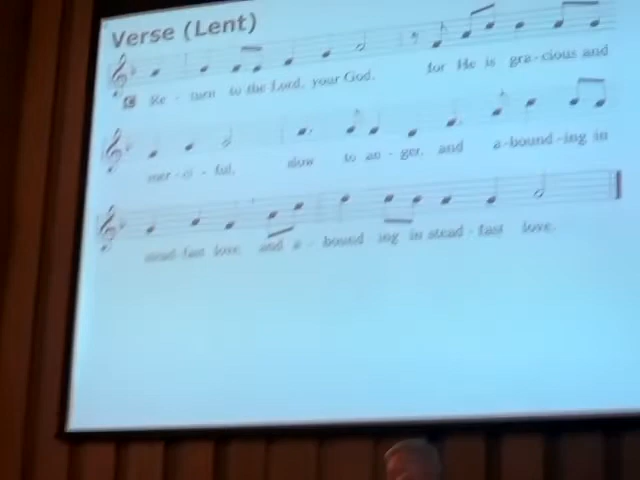 Verse (Lent)
C Re - turn to the Lord, your God, for He is gra - cious and
mer - ci - ful, slow to an - ger, and a - bound - ing in
stead - fast love, and a - bound - ing in stead - fast love.